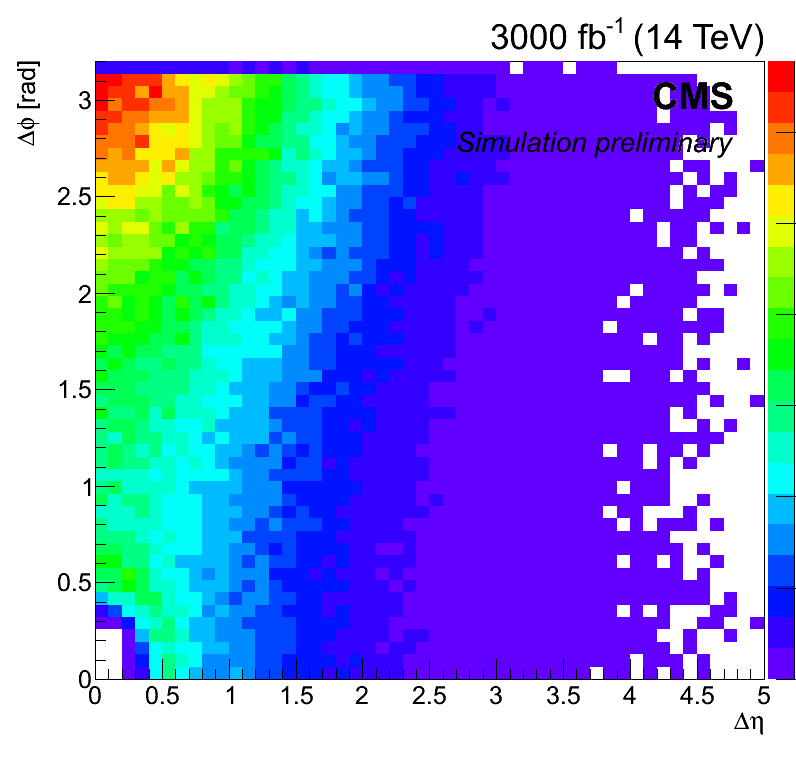 3000 fb⁻¹ (14 TeV)
Δϕ [rad]
CMS
Simulation preliminary
3
2.5
2
1.5
1
0.5
0
0 0.5 1 1.5 2 2.5 3 3.5 4 4.5 5
Δη